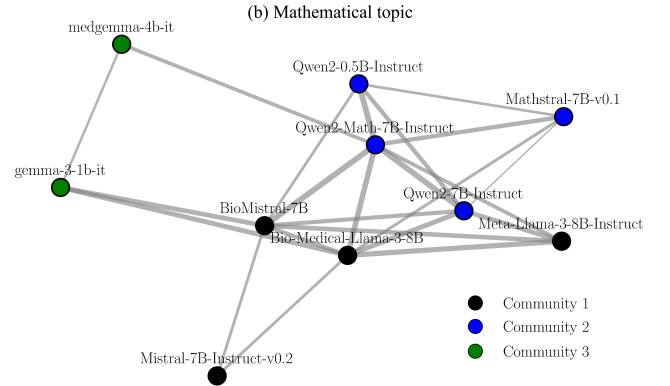 (b) Mathematical topic
medgemma-4b-it
Qwen2-0.5B-Instruct
Mathstral-7B-v0.1
Qwen2-Math-7B-Instruct
gemma-3-1b-it
Qwen2-7B-Instruct
BioMistral-7B
Meta-Llama-3-8B-Instruct
Bio-Medical-Llama-3-8B
Community 1
Community 2
Community 3
Mistral-7B-Instruct-v0.2